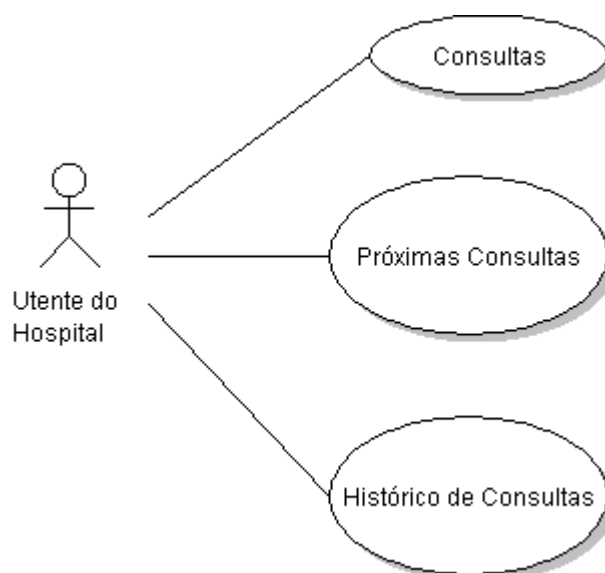 Consultas
Próximas Consultas
Utente do
Hospital
Histórico de Consultas